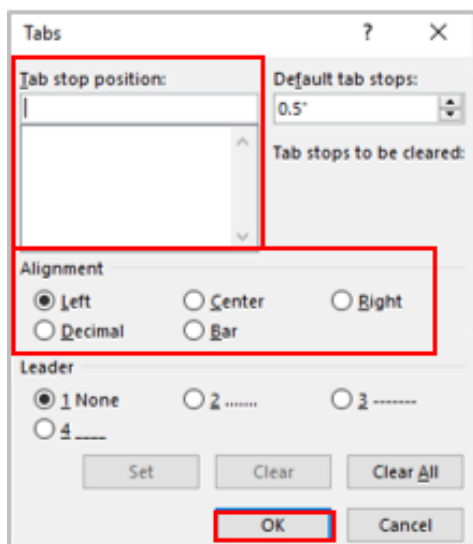 Tabs ? ×
Tab stop position: Default tab stops:
0.5"
Tab stops to be cleared:
Alignment
Left Center Right
Decimal Bar
Leader
1 None 2 ....... 3 -------
4 ____
Set Clear Clear All
OK Cancel